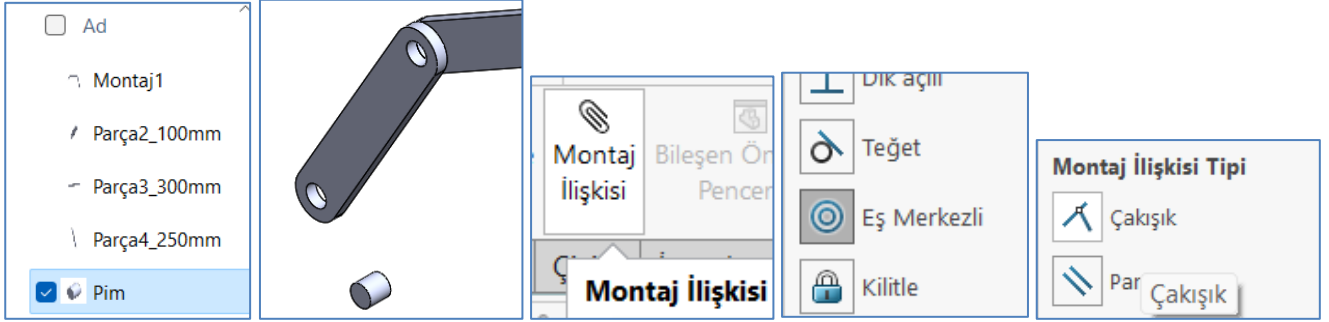 Ad
Montaj1
Parça2_100mm
Parça3_300mm
Parça4_250mm
Pim
Montaj
İlişkisi
Bileşen Ön
Pencer
Montaj İlişkisi
Dik açılı
Teğet
Eş Merkezli
Kilitle
Montaj İlişkisi Tipi
Çakışık
Par
Çakışık